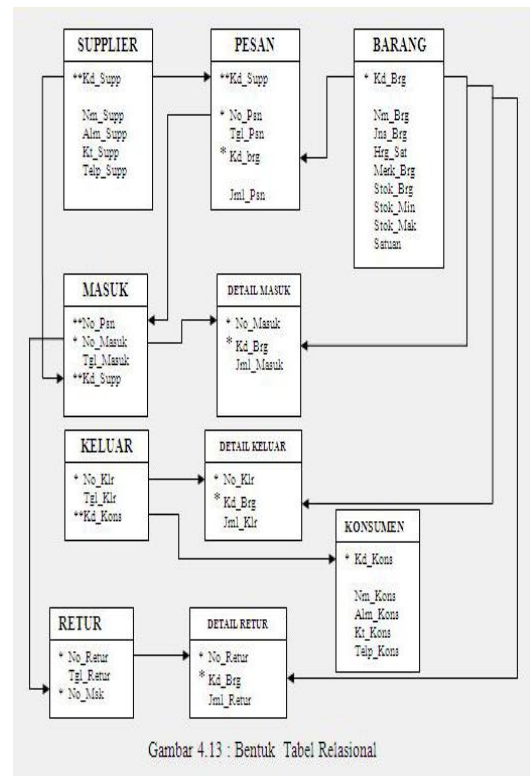 SUPPLIER
**Kd_Supp
Nm_Supp
Alm_Supp
Kt_Supp
Telp_Supp
PESAN
**Kd_Supp
* No_Psn
Tgl_Psn
* Kd_brg
Jml_Psn
BARANG
* Kd_Brg
Nm_Brg
Jns_Brg
Hrg_Sat
Merk_Brg
Stok_Brg
Stok_Min
Stok_Mak
Satuan
MASUK
**No_Psn
* No_Masuk
Tgl_Masuk
**Kd_Supp
DETAIL MASUK
* No_Masuk
* Kd_Brg
Jml_Masuk
KELUAR
* No_Klr
Tgl_Klr
**Kd_Kons
DETAIL KELUAR
* No_Klr
* Kd_Brg
Jml_Klr
KONSUMEN
* Kd_Kons
Nm_Kons
Alm_Kons
Kt_Kons
Telp_Kons
RETUR
* No_Retur
Tgl_Retur
* No_Msk
DETAIL RETUR
* No_Retur
* Kd_Brg
Jml_Retur
Gambar 4.13 : Bentuk Tabel Relasional